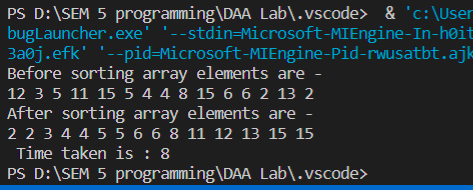 PS D:\SEM 5 programming\DAA Lab\.vscode>  & 'c:\User
bugLauncher.exe' '--stdin=Microsoft-MIEngine-In-h0it
3a0j.efk' '--pid=Microsoft-MIEngine-Pid-rwusatbt.ajk
Before sorting array elements are -
12 3 5 11 15 5 4 4 8 15 6 6 2 13 2
After sorting array elements are -
2 2 3 4 4 5 5 6 6 8 11 12 13 15 15
 Time taken is : 8
PS D:\SEM 5 programming\DAA Lab\.vscode>